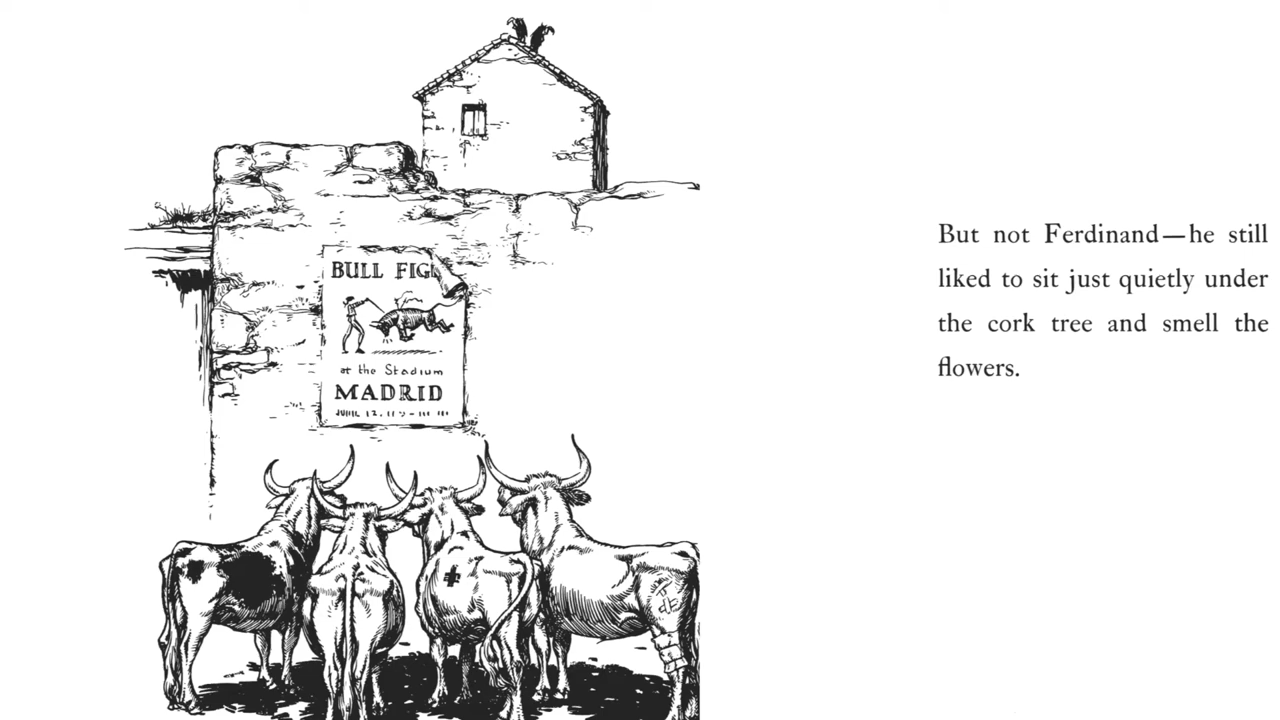 BULL FIG
at the Stadium
MADRID
But not Ferdinand—he still
liked to sit just quietly under
the cork tree and smell the
flowers.